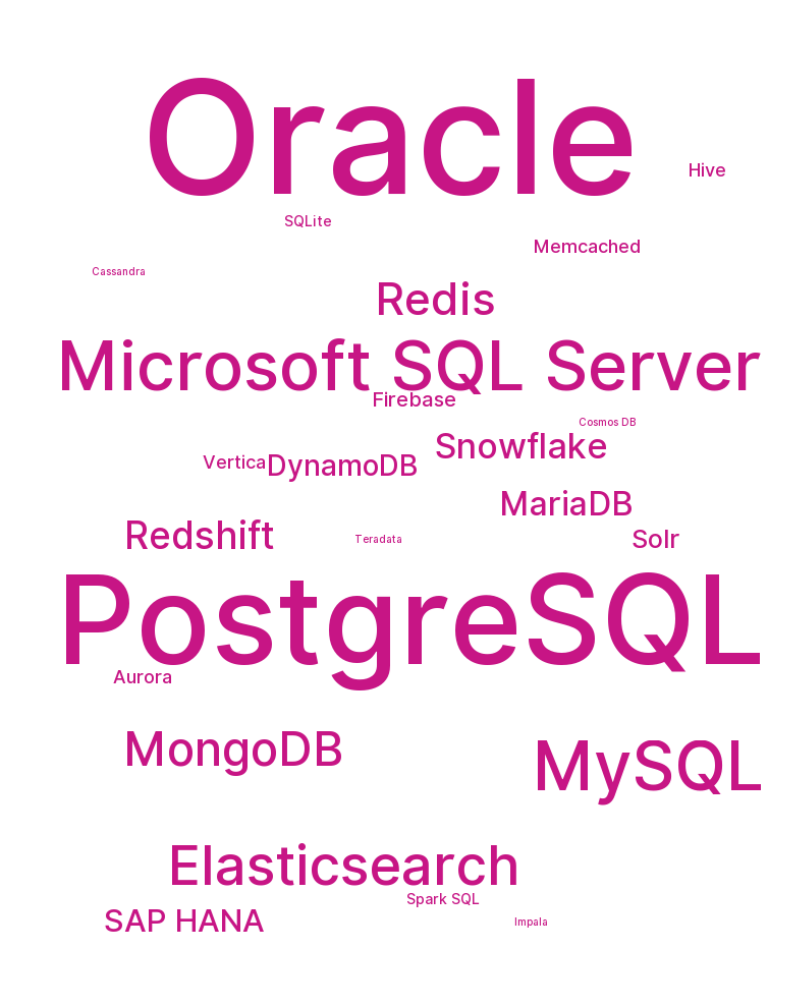 Oracle
Hive
SQLite
Memcached
Cassandra
Redis
Microsoft SQL Server
Firebase
Cosmos DB
Snowflake
Vertica
DynamoDB
MariaDB
Redshift
Teradata
Solr
PostgreSQL
Aurora
MongoDB
MySQL
Elasticsearch
Spark SQL
SAP HANA
Impala